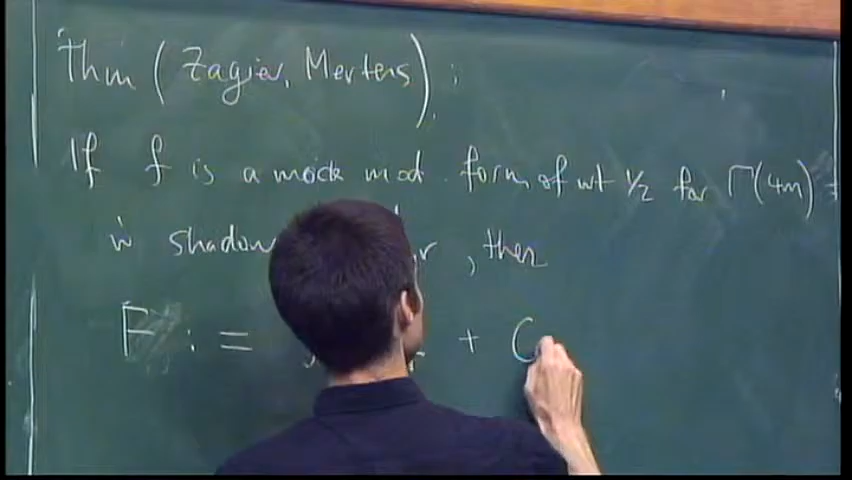 Thm (Zagier, Mertens):
If f is a mock mod. form of wt 1/2 for Γ(4m)
w shadow , then
F := + C